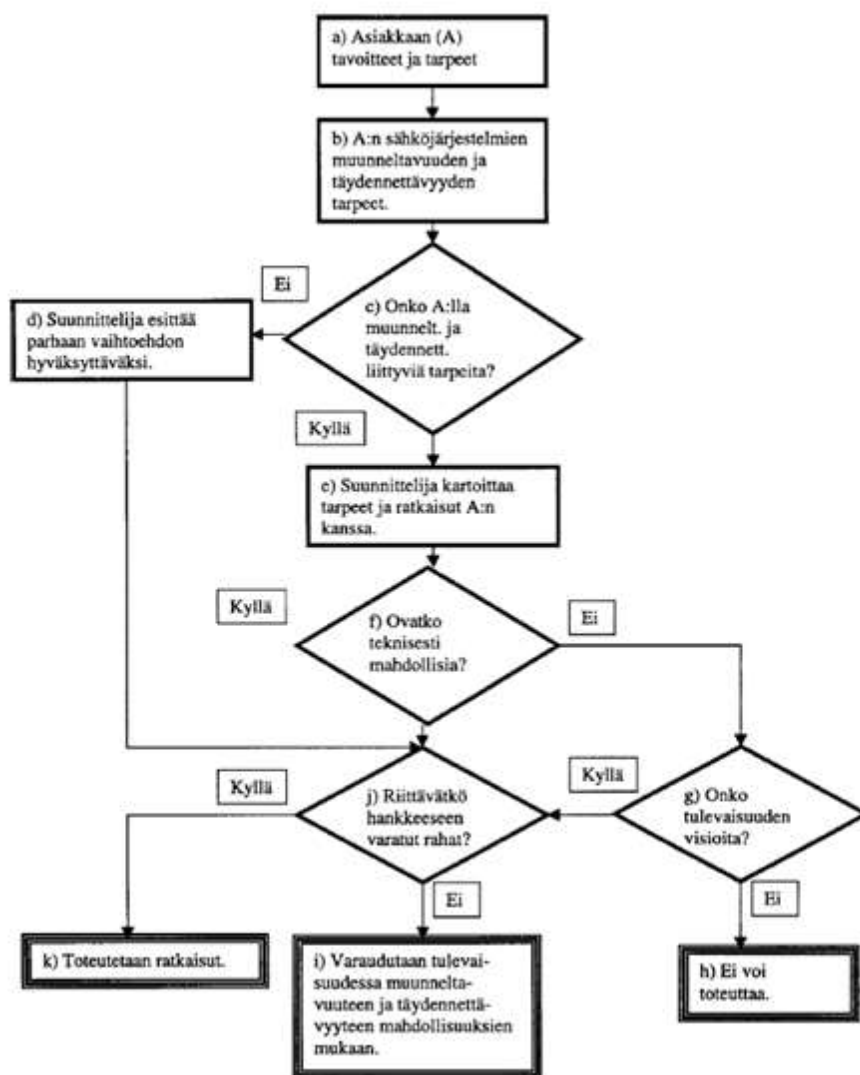 a) Asiakkaan (A)
tavoitteet ja tarpeet
b) A:n sähköjärjestelmien
muunneltavuuden ja
täydennettävyyden
tarpeet.
Ei
c) Onko A:lla
muunnelt. ja
täydennett.
liittyviä tarpeita?
d) Suunnittelija esittää
parhaan vaihtoehdon
hyväksyttäväksi.
Kyllä
e) Suunnittelija kartoittaa
tarpeet ja ratkaisut A:n
kanssa.
Kyllä
f) Ovatko
teknisesti
mahdollisia?
Ei
Kyllä
j) Riittävätkö
hankkeeseen
varatut rahat?
Kyllä
g) Onko
tulevaisuuden
visioita?
Ei
Ei
k) Toteutetaan ratkaisut.
i) Varaudutaan tulevai-
suudessa muunnelta-
vuuteen ja täydennettä-
vyyteen mahdollisuuksien
mukaan.
h) Ei voi
toteuttaa.